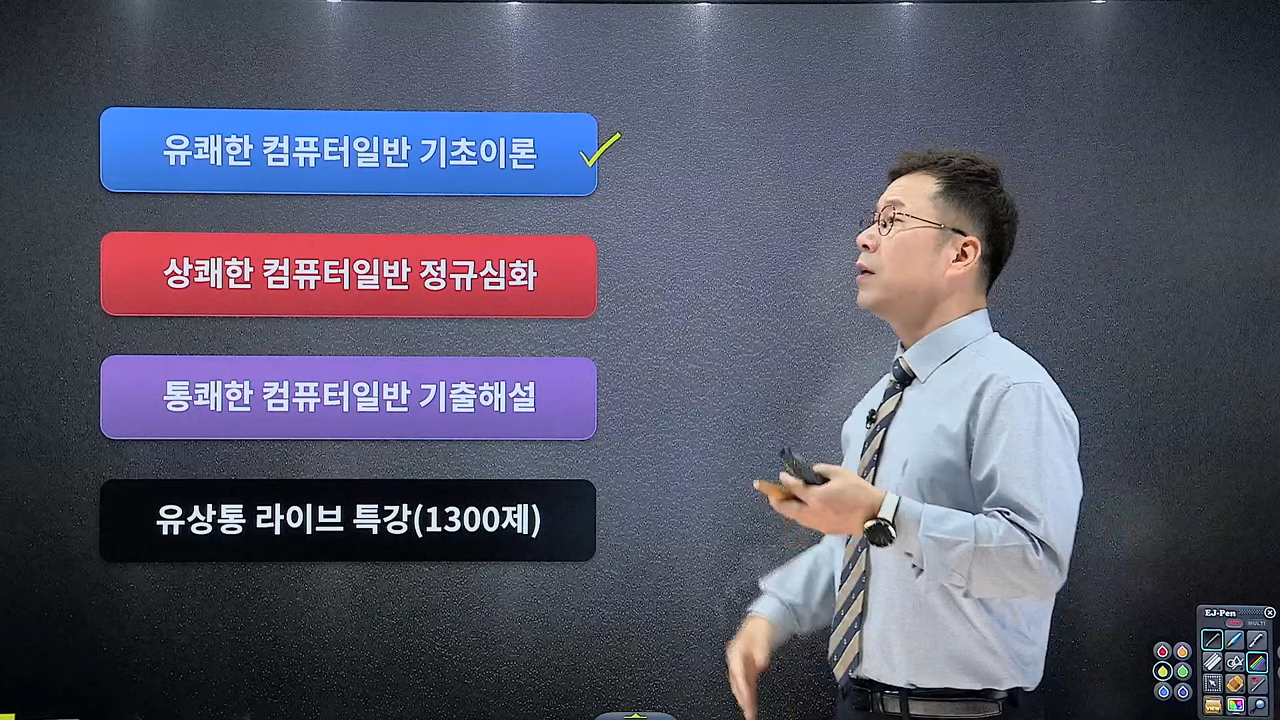 유쾌한 컴퓨터일반 기초이론
상쾌한 컴퓨터일반 정규심화
통쾌한 컴퓨터일반 기출해설
유상통 라이브 특강(1300제)
EJ-Pen
MULTI
VIEW